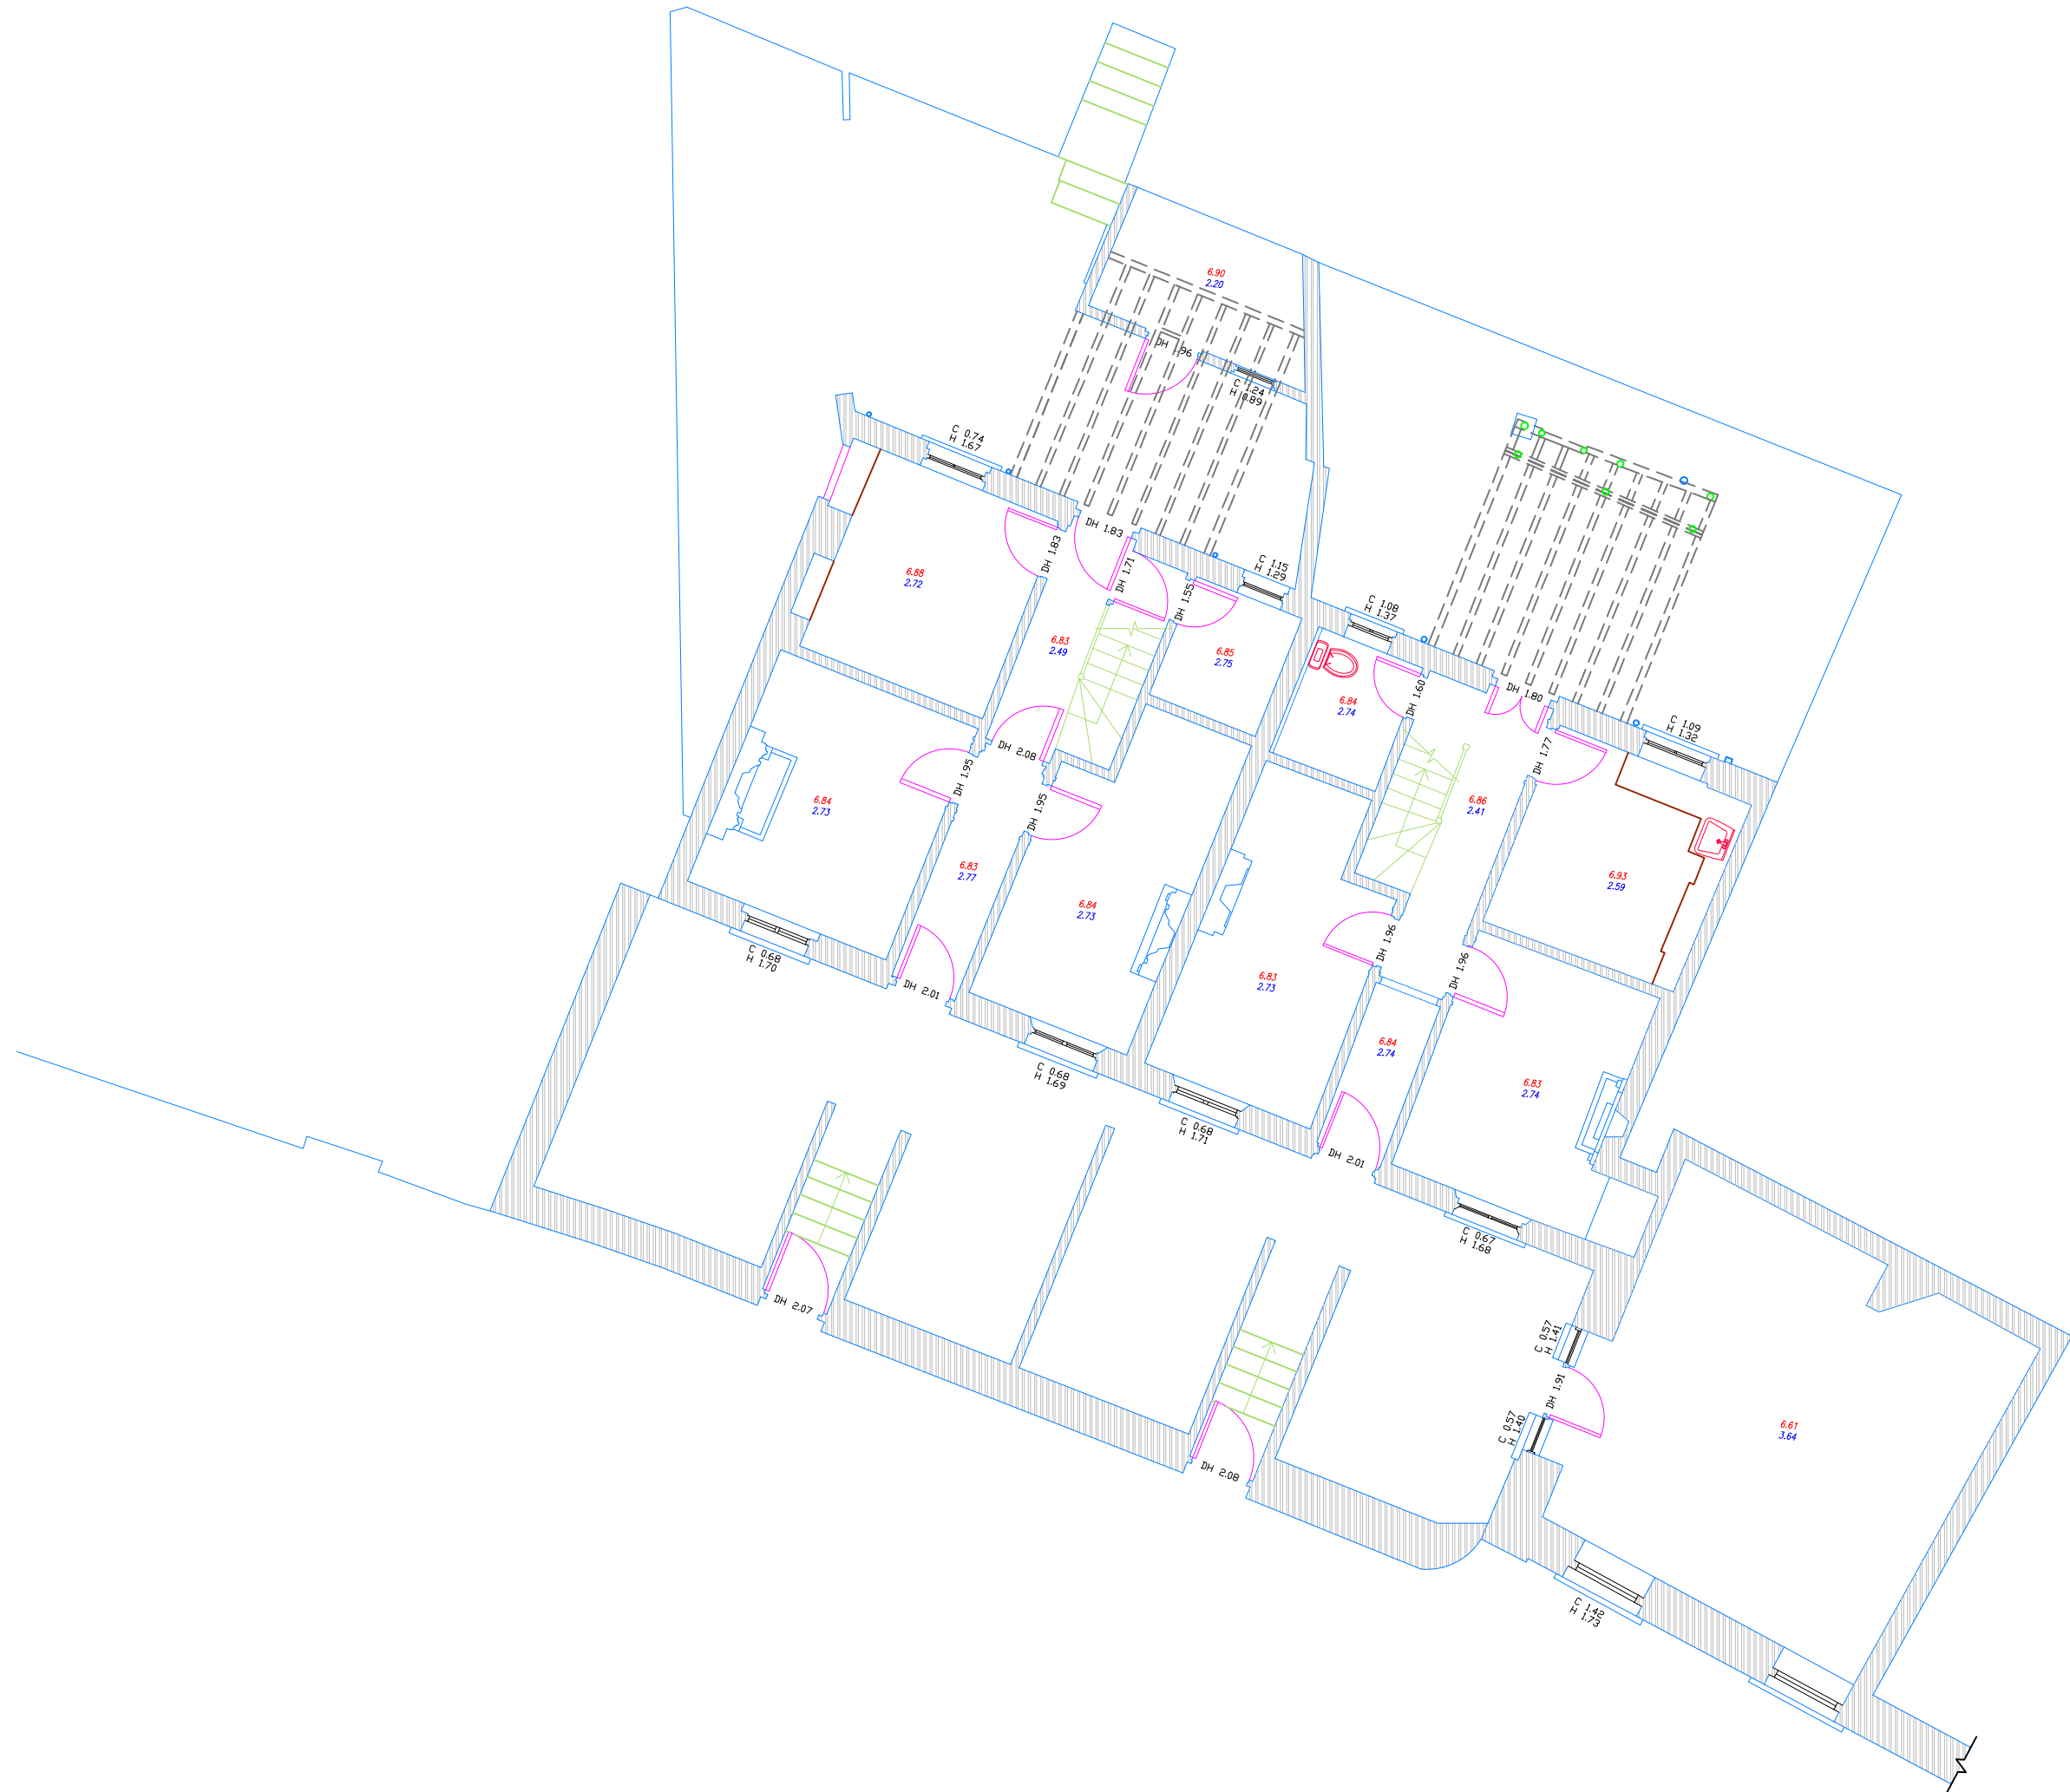 6.90
2.20
DH 1.96
C 1.24
H 0.89
C 0.74
H 1.67
DH 1.83
DH 1.83
DH 1.71
DH 1.55
C 1.15
H 1.29
6.88
2.72
6.83
2.49
6.85
2.75
C 1.08
H 1.37
6.84
2.74
DH 1.60
DH 1.80
C 1.09
H 1.32
DH 1.77
DH 2.08
DH 1.95
DH 1.95
6.84
2.73
6.86
2.41
6.83
2.77
6.84
2.73
6.93
2.59
DH 1.96
DH 1.96
C 0.68
H 1.70
DH 2.01
6.83
2.73
C 0.68
H 1.69
6.84
2.74
6.83
2.74
C 0.68
H 1.71
DH 2.01
C 0.67
H 1.68
DH 2.07
C 0.57
H 1.41
DH 1.91
C 0.57
H 1.40
6.61
3.64
DH 2.08
C 1.42
H 1.73